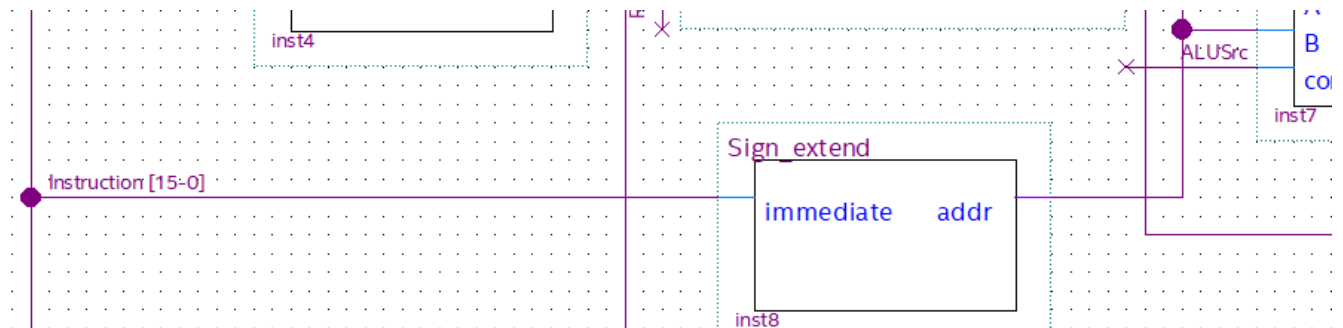 inst4
B
ALUSrc
inst7
Sign_extend
Instruction [15-0]
immediate addr
inst8